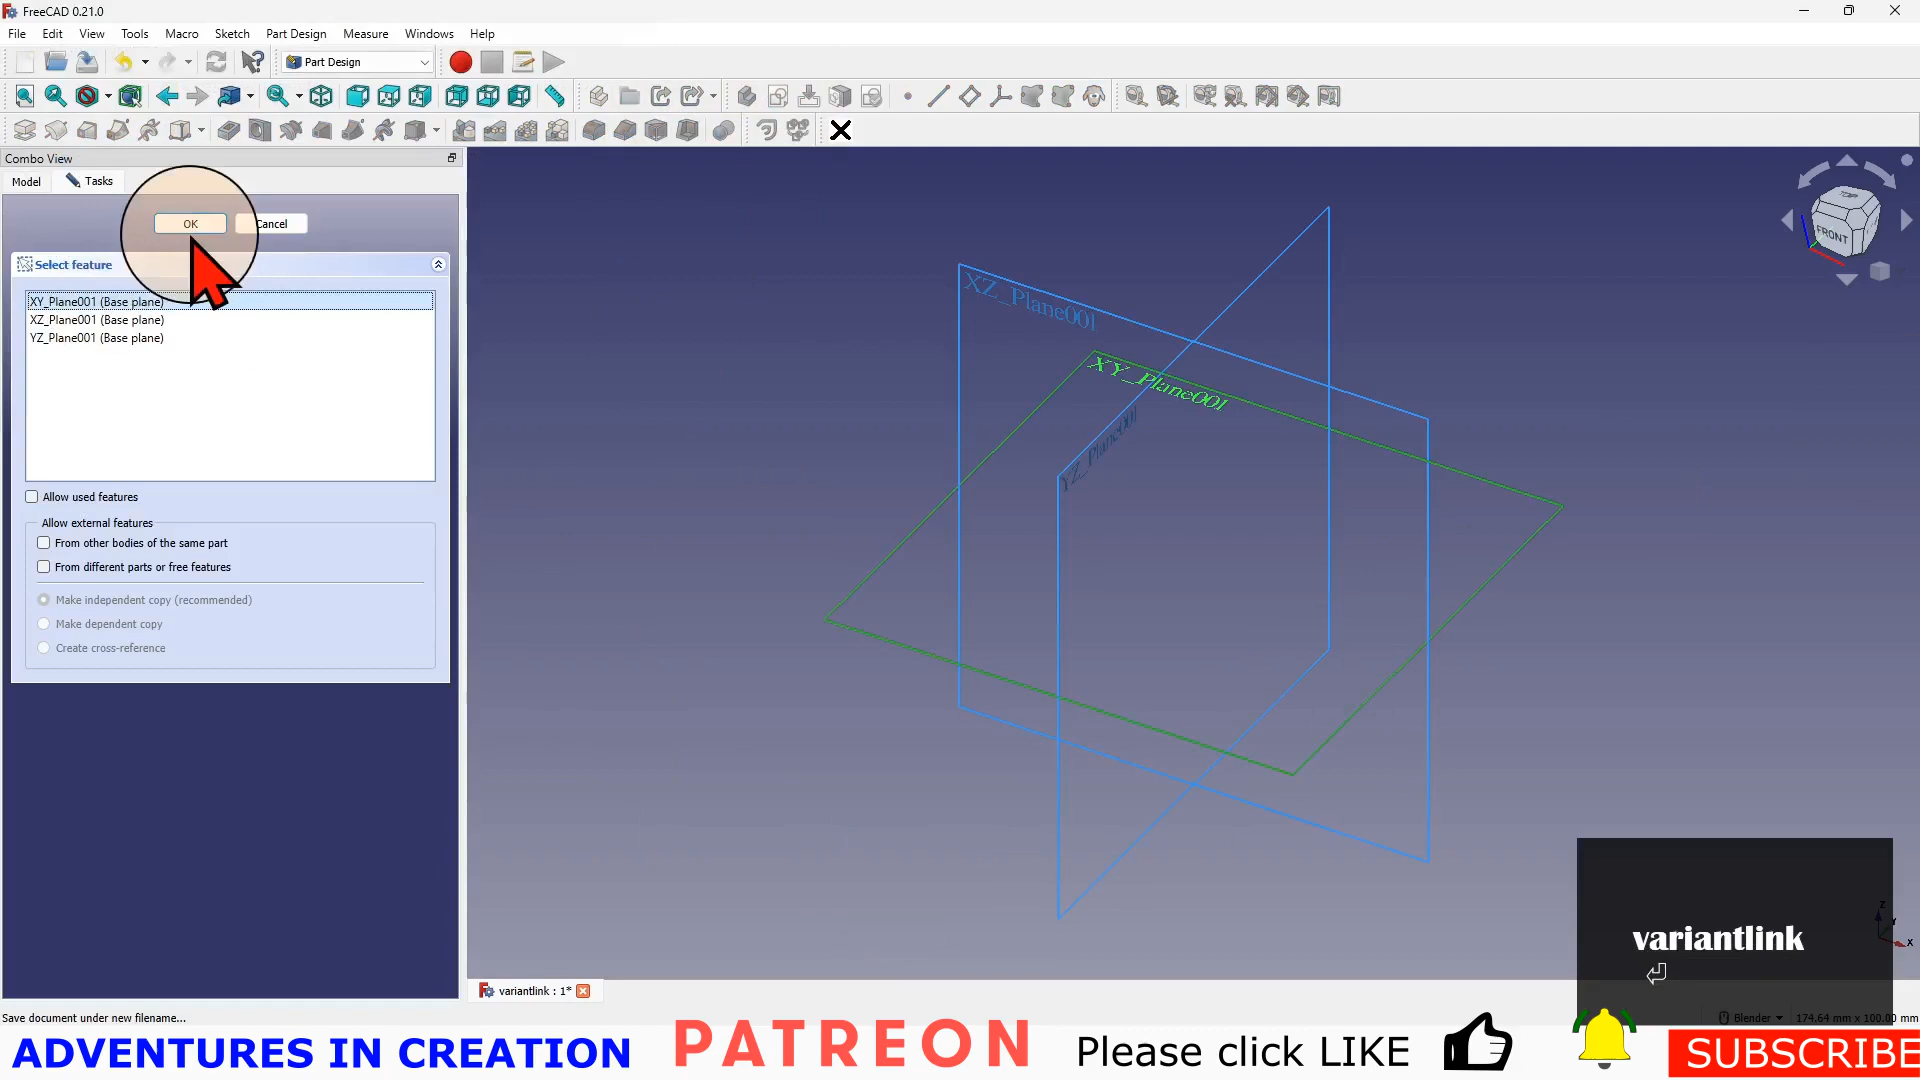 FreeCAD 0.21.0
File Edit View Tools Macro Sketch Part Design Measure Windows Help
Part Design
Combo View
Model Tasks
OK Cancel
Select feature
XY_Plane001 (Base plane)
XZ_Plane001 (Base plane)
YZ_Plane001 (Base plane)
Allow used features
Allow external features
From other bodies of the same part
From different parts or free features
Make independent copy (recommended)
Make dependent copy
Create cross-reference
XZ_Plane001
XY_Plane001
YZ_Plane001
TOP
FRONT
variantlink
Z
Y
X
variantlink : 1*
Save document under new filename...
Blender 174.64 mm x 100.00 mm
ADVENTURES IN CREATION PATREON Please click LIKE SUBSCRIBE